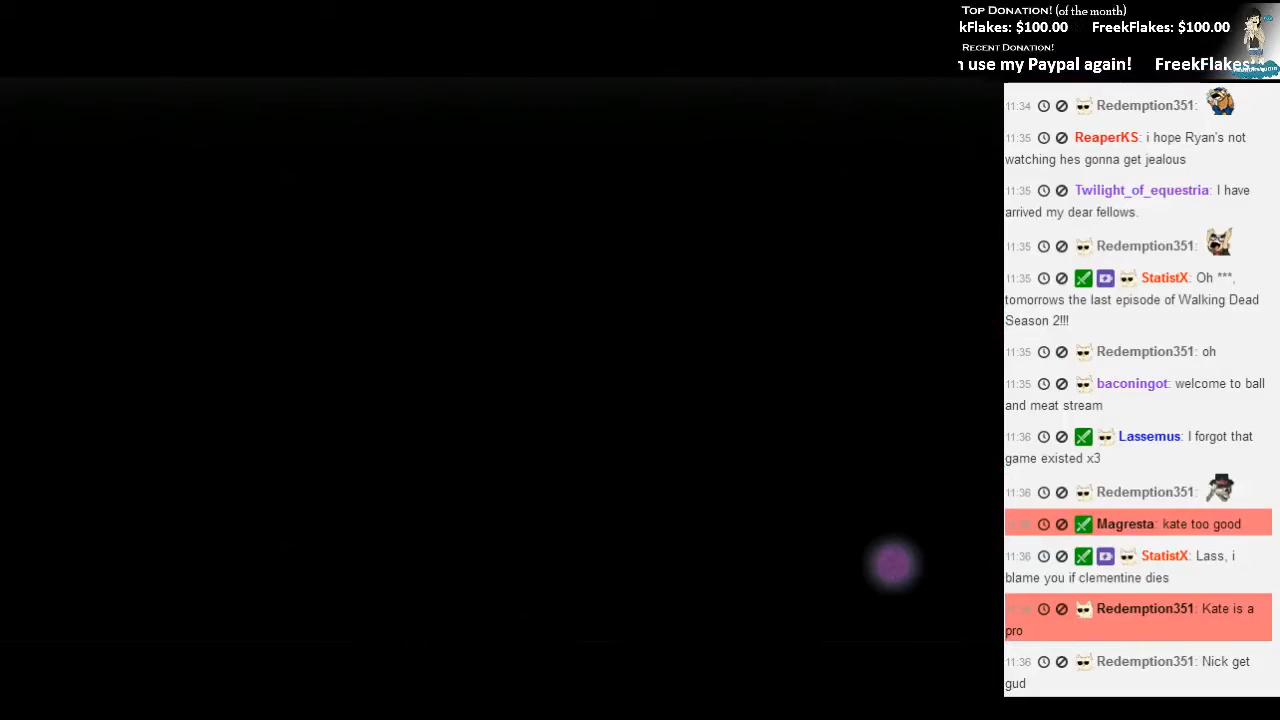 Top Donation! (of the month)
kFlakes: $100.00 FreekFlakes: $100.00
Recent Donation!
n use my Paypal again! FreekFlakes:
11:34 Redemption351:
11:35 ReaperKS: i hope Ryan's not
watching hes gonna get jealous
11:35 Twilight_of_equestria: I have
arrived my dear fellows.
11:35 Redemption351:
11:35 StatistX: Oh ***,
tomorrows the last episode of Walking Dead
Season 2!!!
11:35 Redemption351: oh
11:35 baconingot: welcome to ball
and meat stream
11:36 Lassemus: I forgot that
game existed x3
11:36 Redemption351:
Magresta: kate too good
11:36 StatistX: Lass, i
blame you if clementine dies
Redemption351: Kate is a
pro
11:36 Redemption351: Nick get
gud